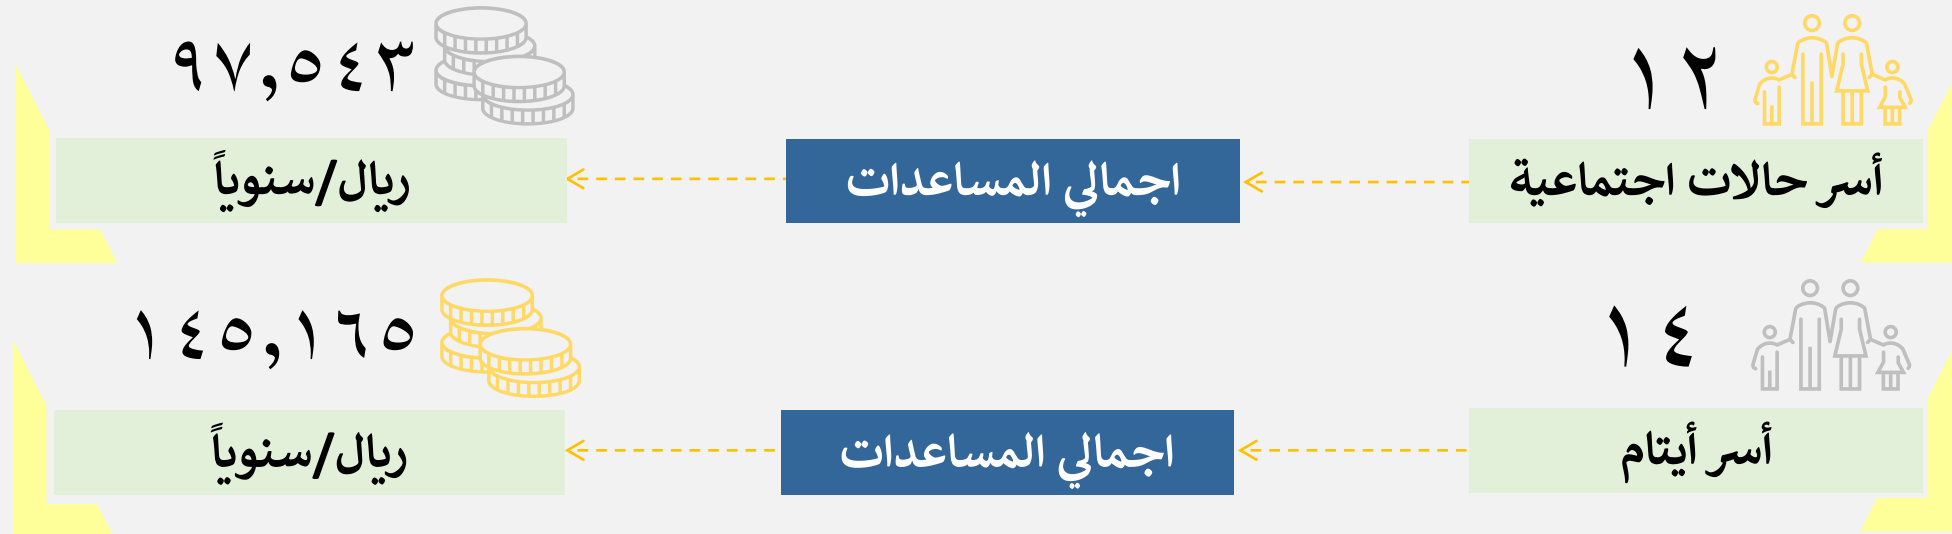 ١٢
٩٧,٥٤٣
أسر حالات اجتماعية
اجمالي المساعدات
ريال/سنوياً
١٤
١٤٥,١٦٥
أسر أيتام
اجمالي المساعدات
ريال/سنوياً